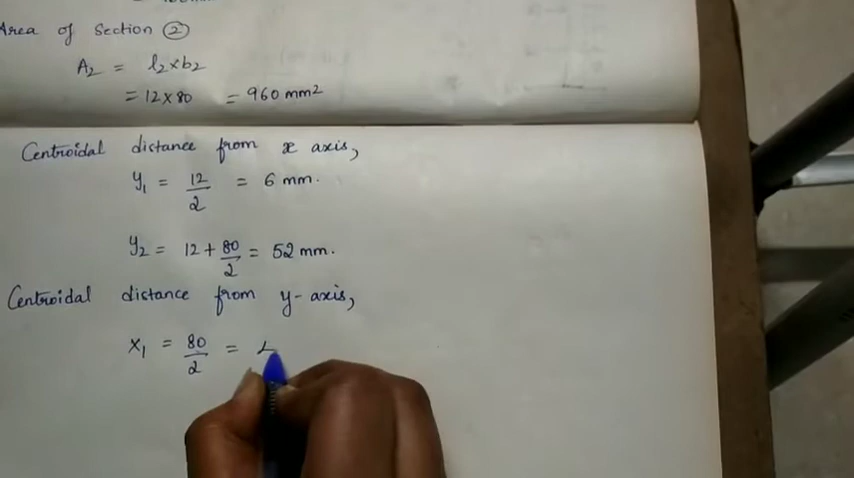 Area of Section ②
A₂ = l₂×b₂
= 12×80 = 960 mm²
Centroidal distance from x axis,
y₁ = 12/2 = 6 mm.
y₂ = 12 + 80/2 = 52 mm.
Centroidal distance from y-axis,
x₁ = 80/2 =